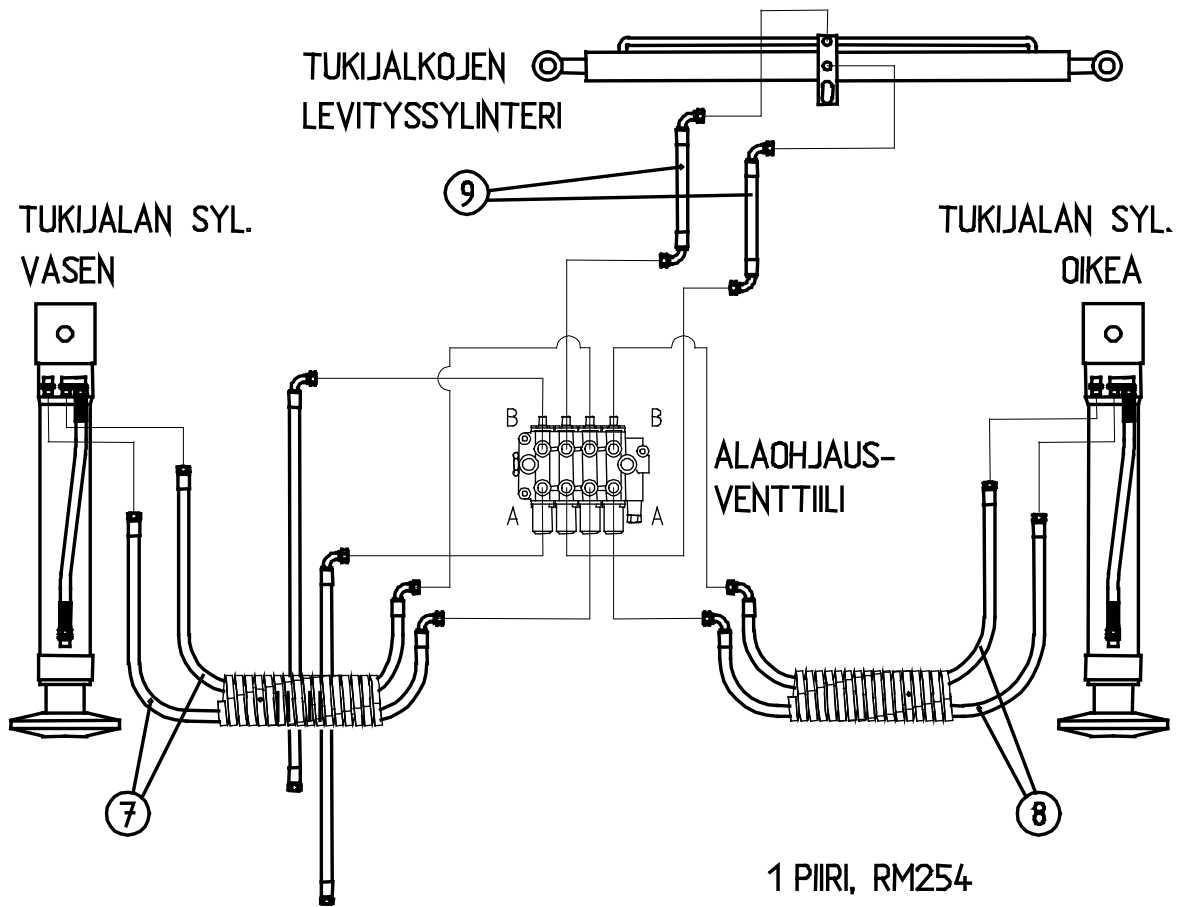 TUKIJALKOJEN
LEVITYSSYLINTERI
9
TUKIJALAN SYL.
VASEN
TUKIJALAN SYL.
OIKEA
B
B
ALAOHJAUS-
VENTTIILI
A
A
7
8
1 PIIRI, RM254